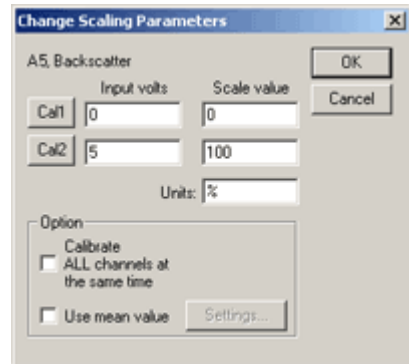 Change Scaling Parameters
A5, Backscatter
OK
Input volts Scale value
Cancel
Cal1 0 0
Cal2 5 100
Units: %
Option
Calibrate
ALL channels at
the same time
Use mean value Settings...